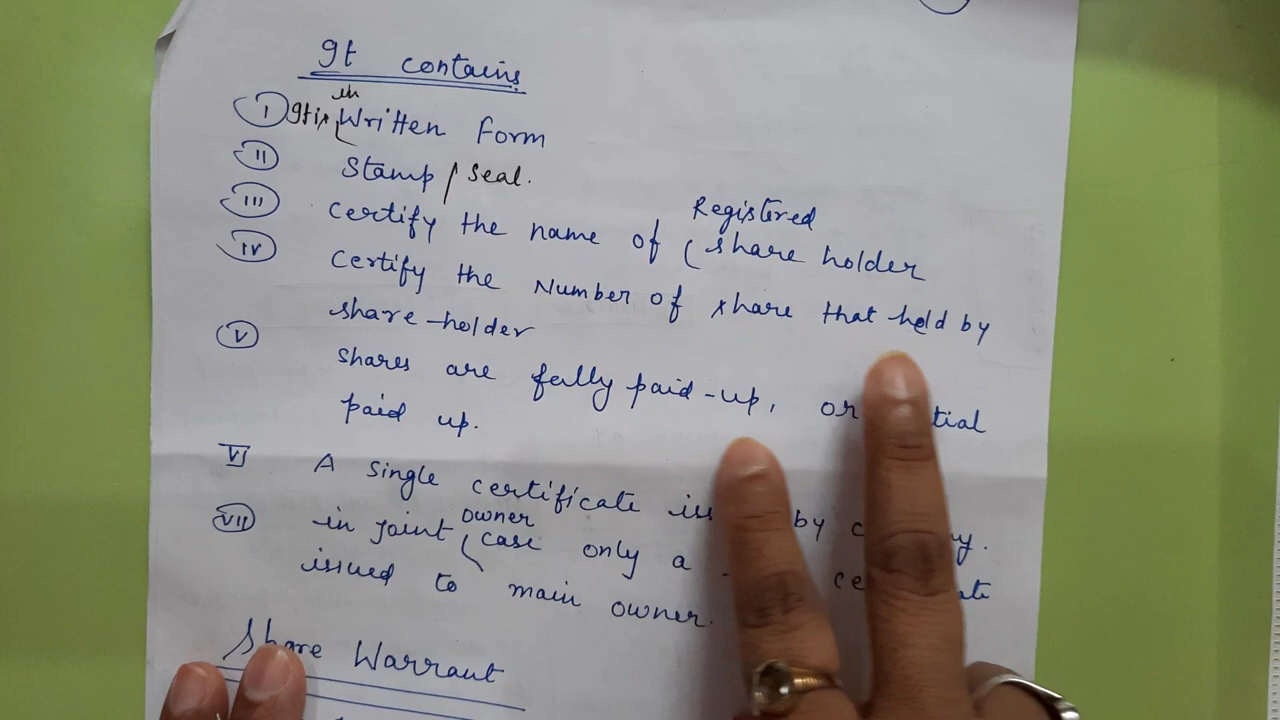 It contains
I It is in Written Form
II Stamp / Seal.
III Certify the name of Registered share holder
IV Certify the Number of share that held by
share-holder
V Shares are fully paid-up, or
paid up.
VI A single certificate by
VII in joint owner case only a
issued to main owner.
Share Warrant